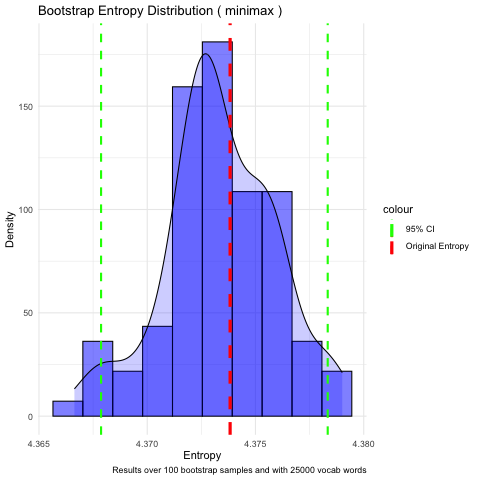 Bootstrap Entropy Distribution ( minimax )
Density
150
100
50
0
4.365
4.370
4.375
4.380
Entropy
Results over 100 bootstrap samples and with 25000 vocab words
colour
95% CI
Original Entropy